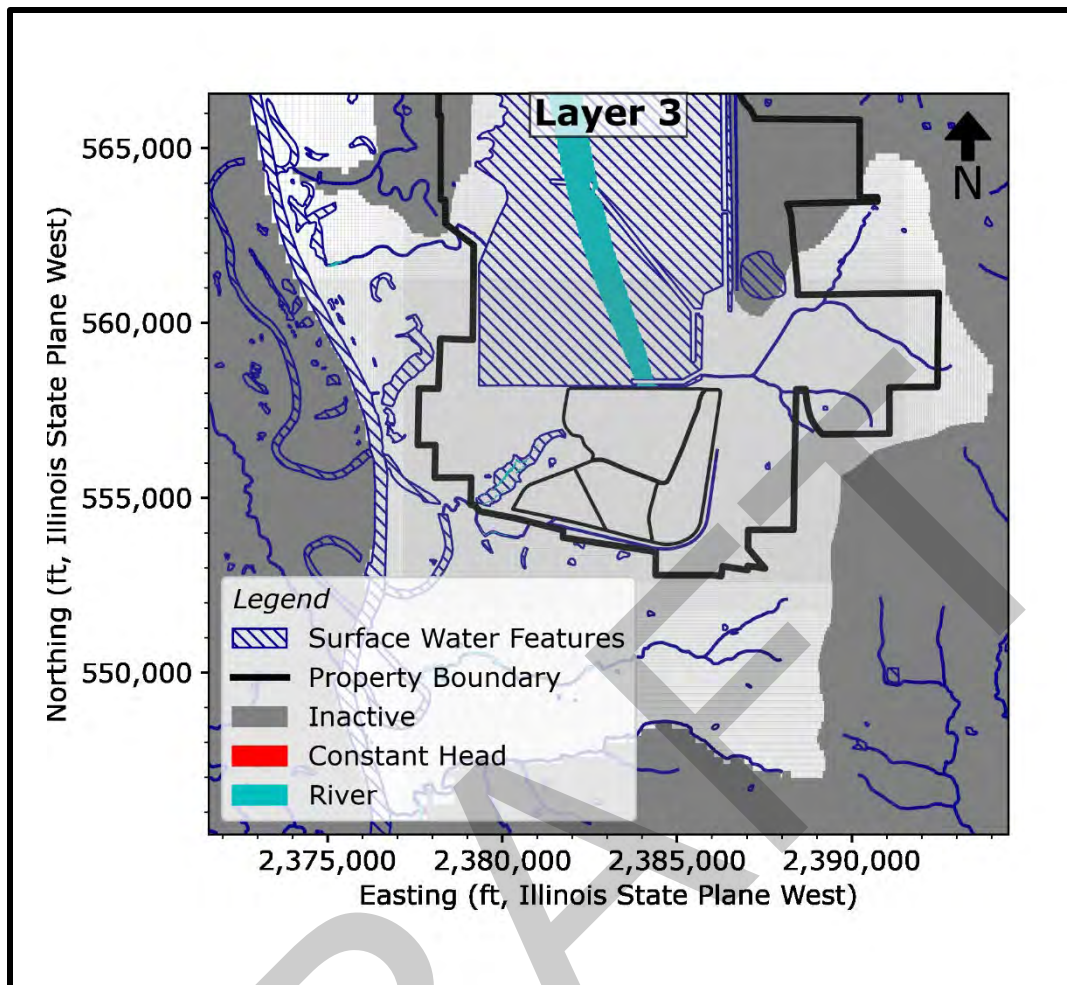 Layer 3
N
565,000
560,000
555,000
550,000
Northing (ft, Illinois State Plane West)
Legend
Surface Water Features
Property Boundary
Inactive
Constant Head
River
2,375,000 2,380,000 2,385,000 2,390,000
Easting (ft, Illinois State Plane West)
DRAFT